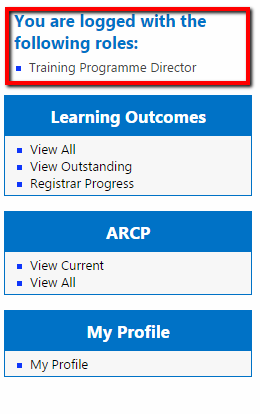 You are logged with the
following roles:
Training Programme Director
Learning Outcomes
View All
View Outstanding
Registrar Progress
ARCP
View Current
View All
My Profile
My Profile